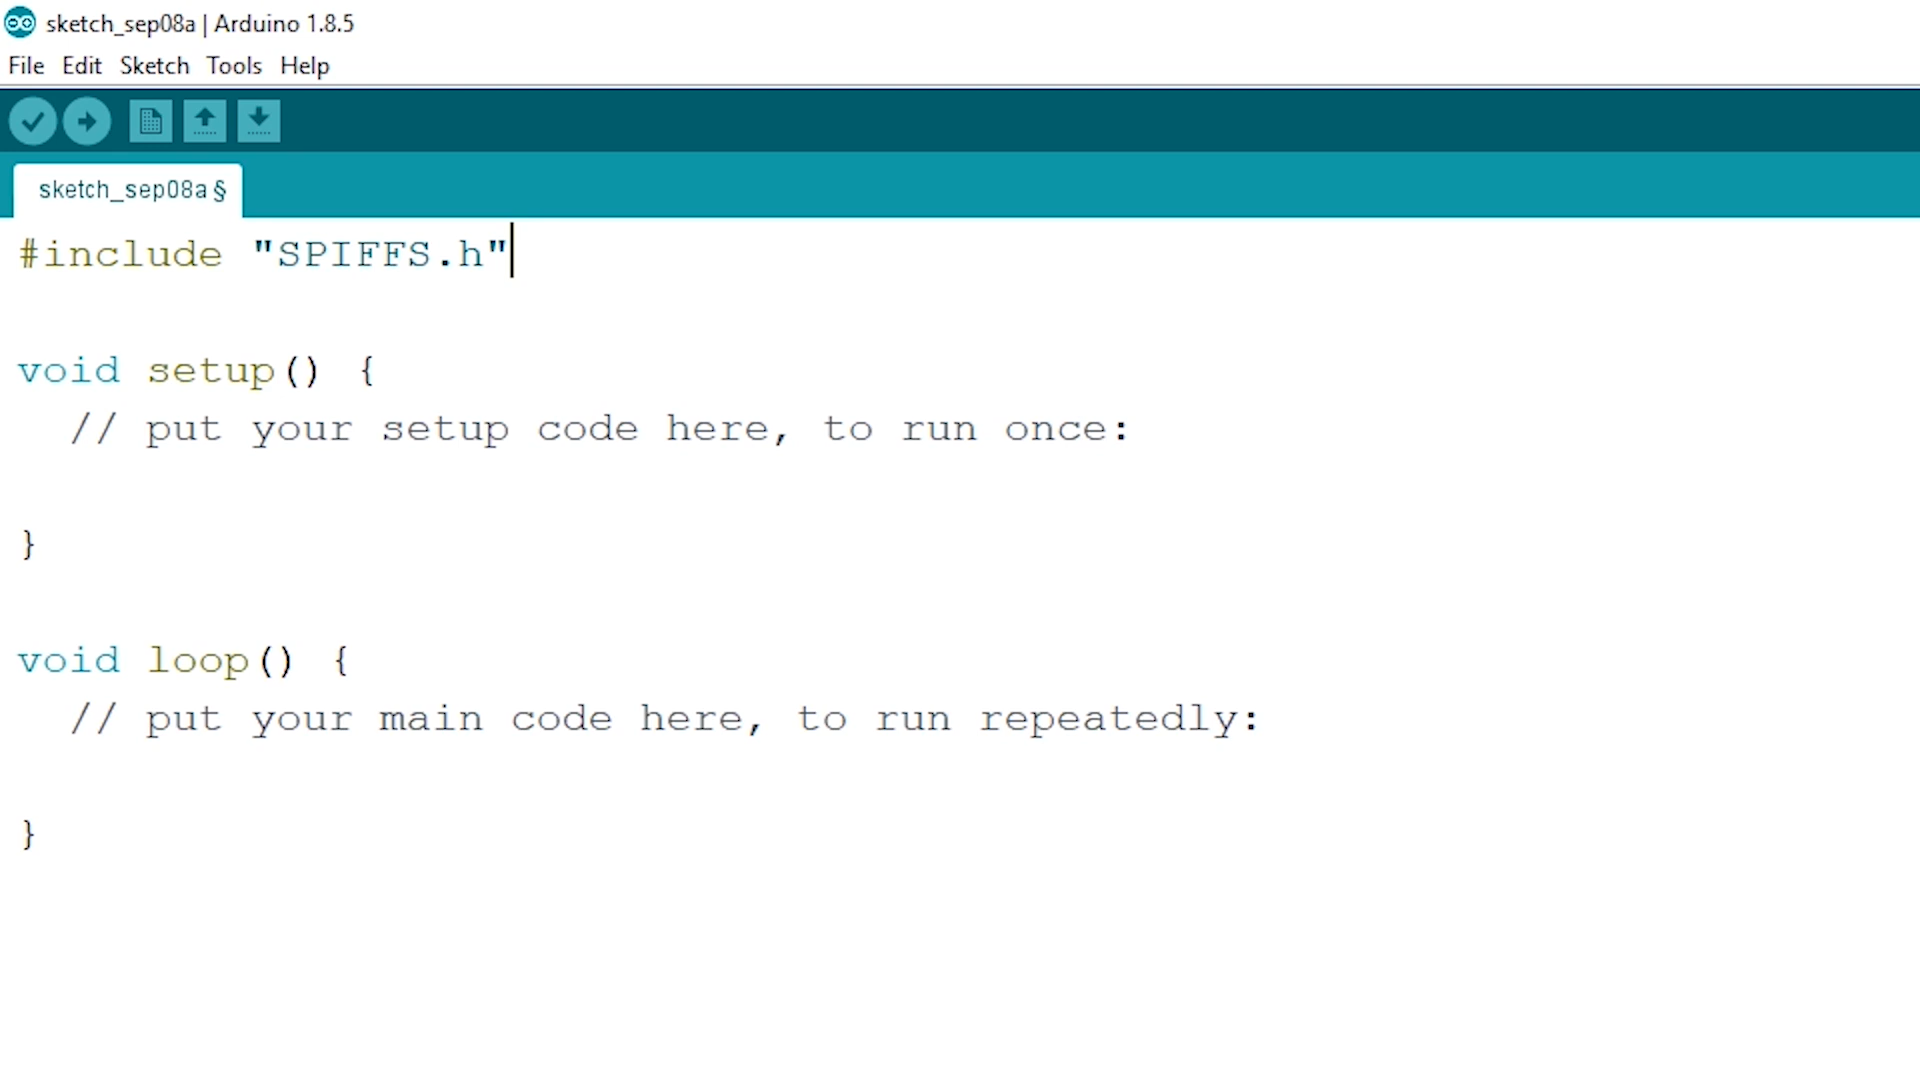 sketch_sep08a | Arduino 1.8.5
File Edit Sketch Tools Help
sketch_sep08a §
#include "SPIFFS.h"
void setup() {
  // put your setup code here, to run once:
}
void loop() {
  // put your main code here, to run repeatedly:
}